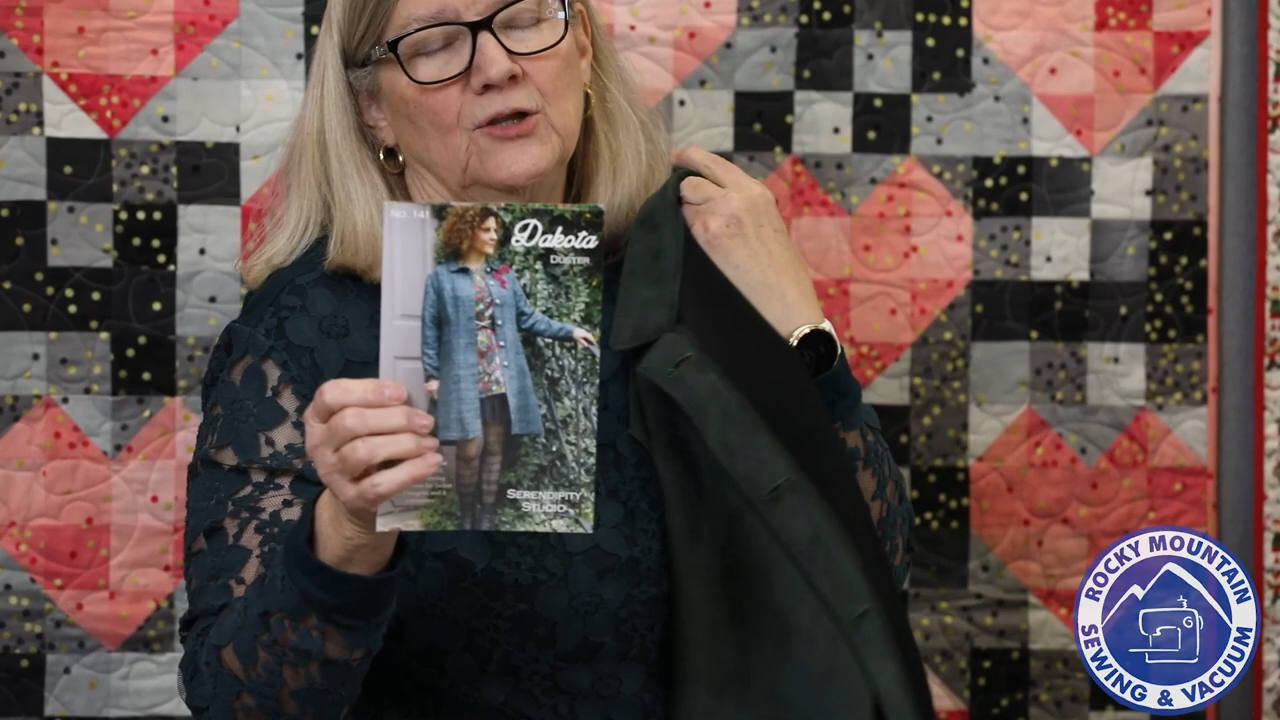 No. 141
Dakota
DUSTER
SERENDIPITY
STUDIO
ROCKY MOUNTAIN
SEWING & VACUUM